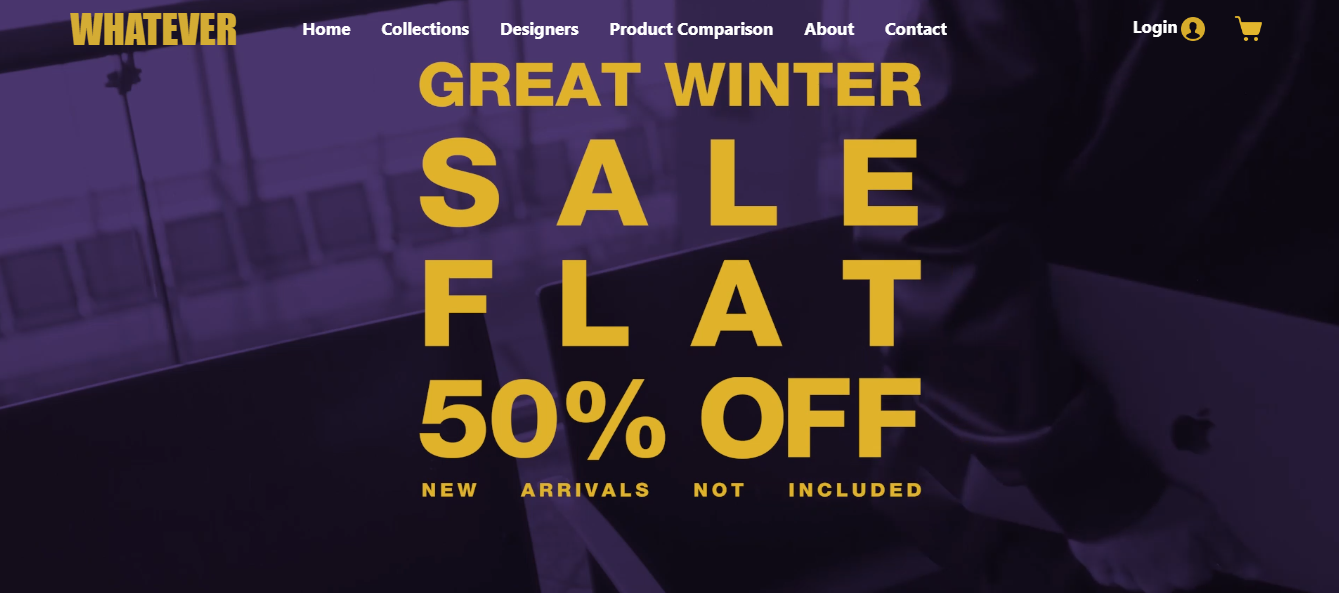 WHATEVER Home Collections Designers Product Comparison About Contact Login
GREAT WINTER
SALE
FLAT
50% OFF
NEW ARRIVALS NOT INCLUDED